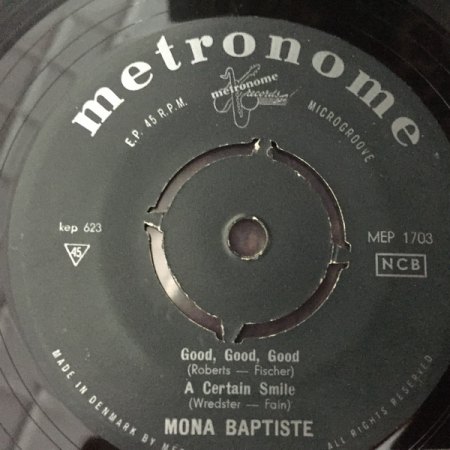 metronome
metronome
records
E.P. 45 R.P.M.
MICROGROOVE
kep 623
MEP 1703
45
NCB
Good, Good, Good
(Roberts — Fischer)
A Certain Smile
(Wredster — Fain)
MONA BAPTISTE
MADE IN DENMARK BY
ALL RIGHTS RESERVED